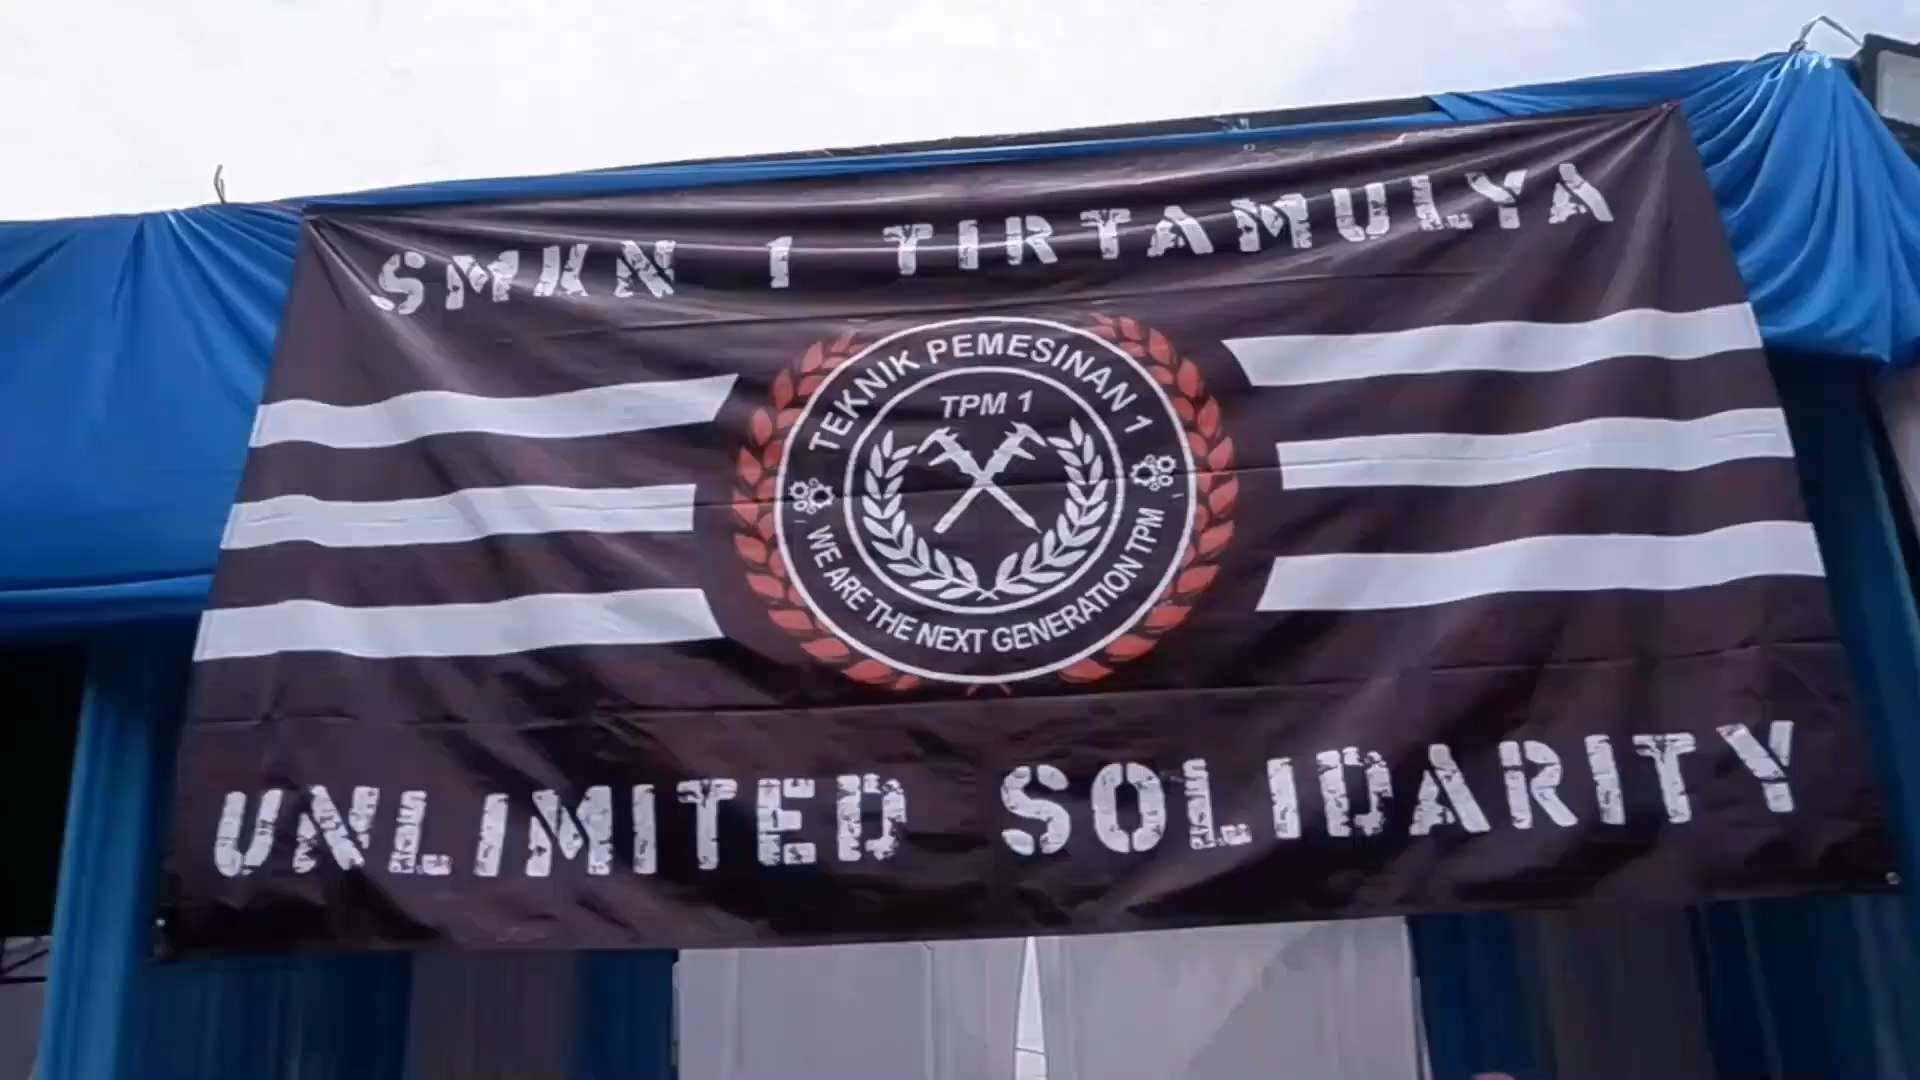 SMKN 1 TIRTAMULYA
TEKNIK PEMESINAN 1
TPM 1
WE ARE THE NEXT GENERATION TPM
UNLIMITED SOLIDARITY